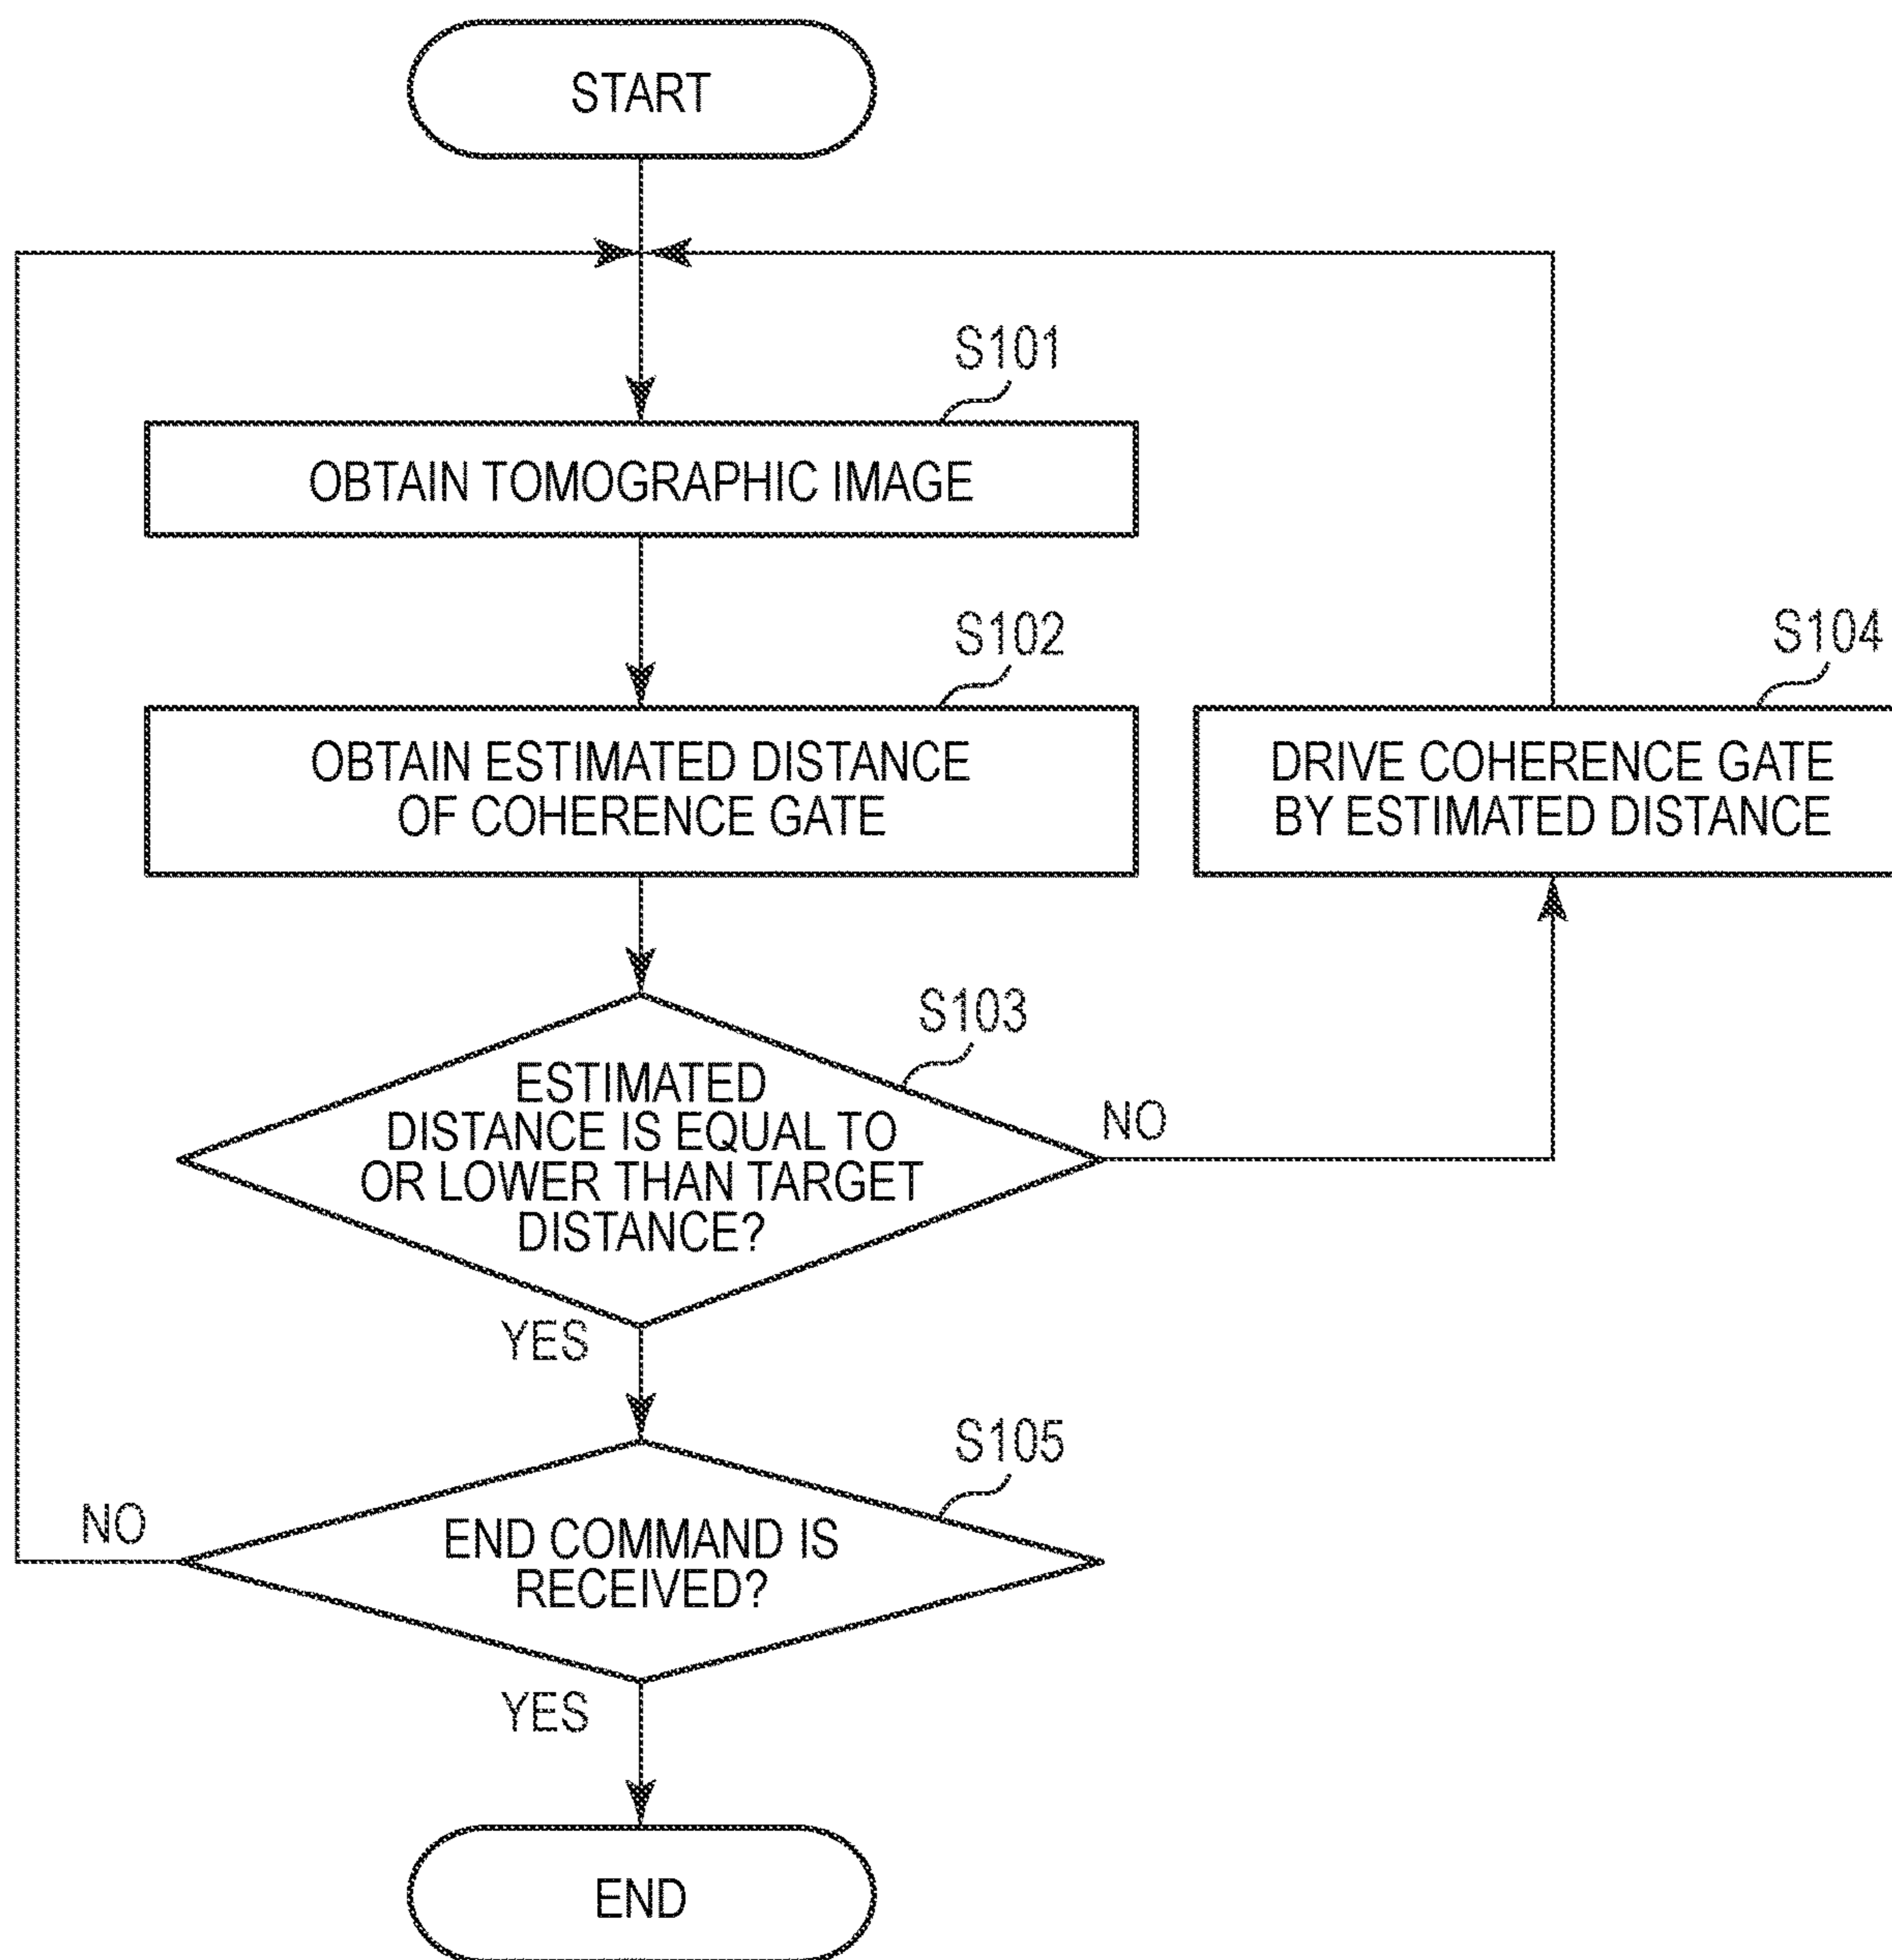 START
S101
OBTAIN TOMOGRAPHIC IMAGE
S102
OBTAIN ESTIMATED DISTANCE
OF COHERENCE GATE
S104
DRIVE COHERENCE GATE
BY ESTIMATED DISTANCE
S103
ESTIMATED
DISTANCE IS EQUAL TO
OR LOWER THAN TARGET
DISTANCE?
NO
YES
S105
END COMMAND IS
RECEIVED?
NO
YES
END